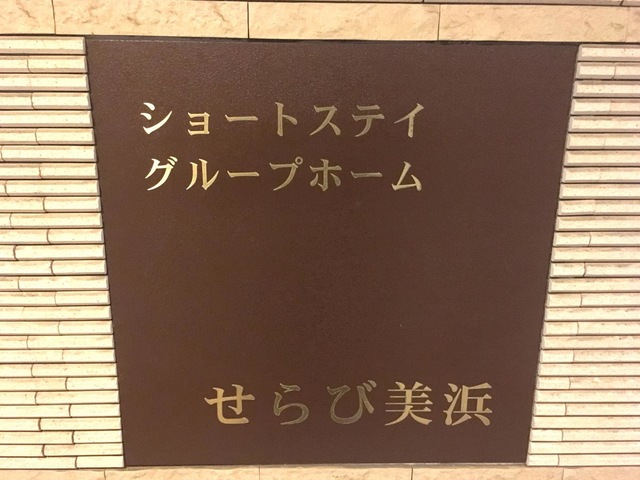 ショートステイ
グループホーム
せらび美浜